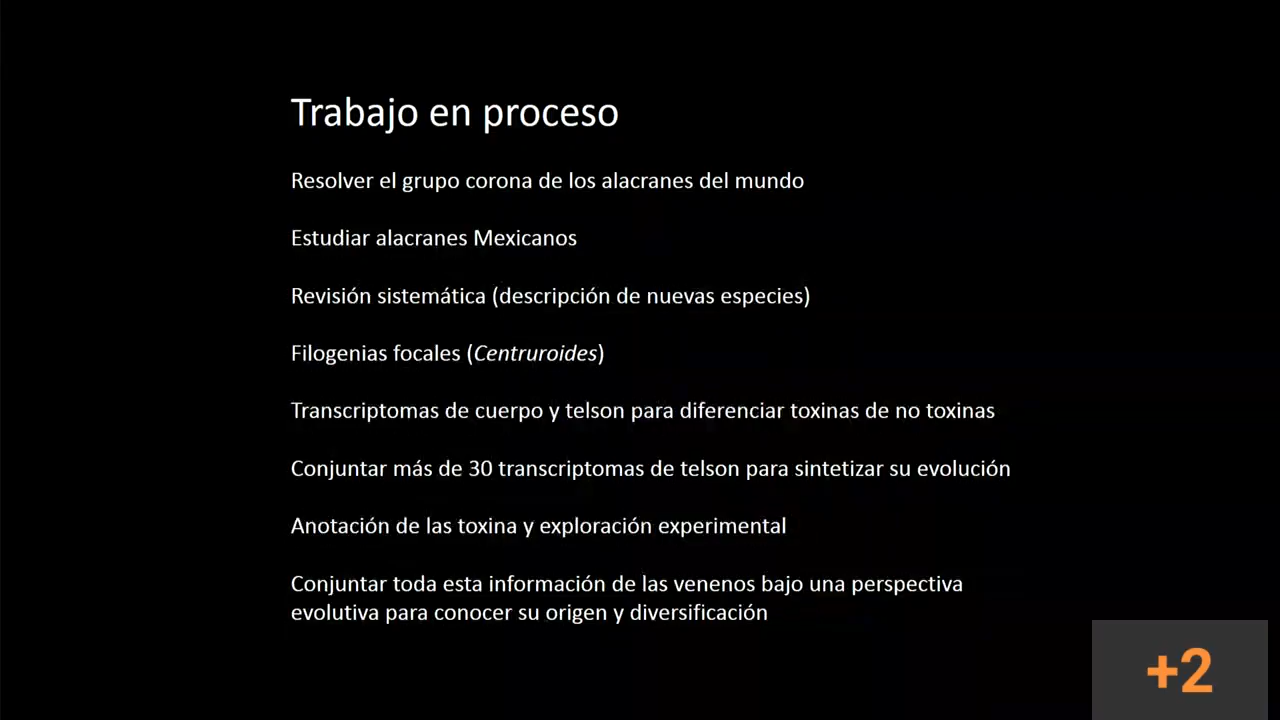 Trabajo en proceso
Resolver el grupo corona de los alacranes del mundo
Estudiar alacranes Mexicanos
Revisión sistemática (descripción de nuevas especies)
Filogenias focales (Centruroides)
Transcriptomas de cuerpo y telson para diferenciar toxinas de no toxinas
Conjuntar más de 30 transcriptomas de telson para sintetizar su evolución
Anotación de las toxina y exploración experimental
Conjuntar toda esta información de las venenos bajo una perspectiva
evolutiva para conocer su origen y diversificación
+2